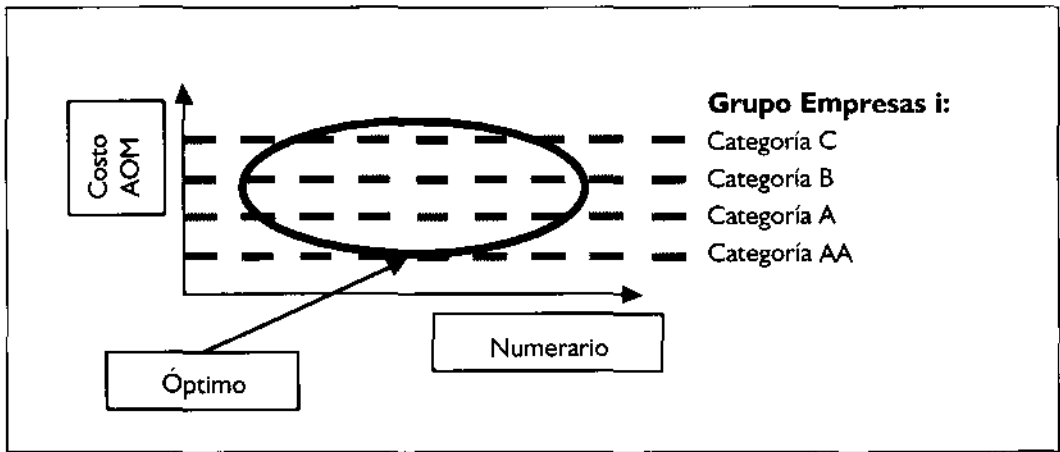 Costo
AOM
Grupo Empresas i:
Categoría C
Categoría B
Categoría A
Categoría AA
Numerario
Óptimo